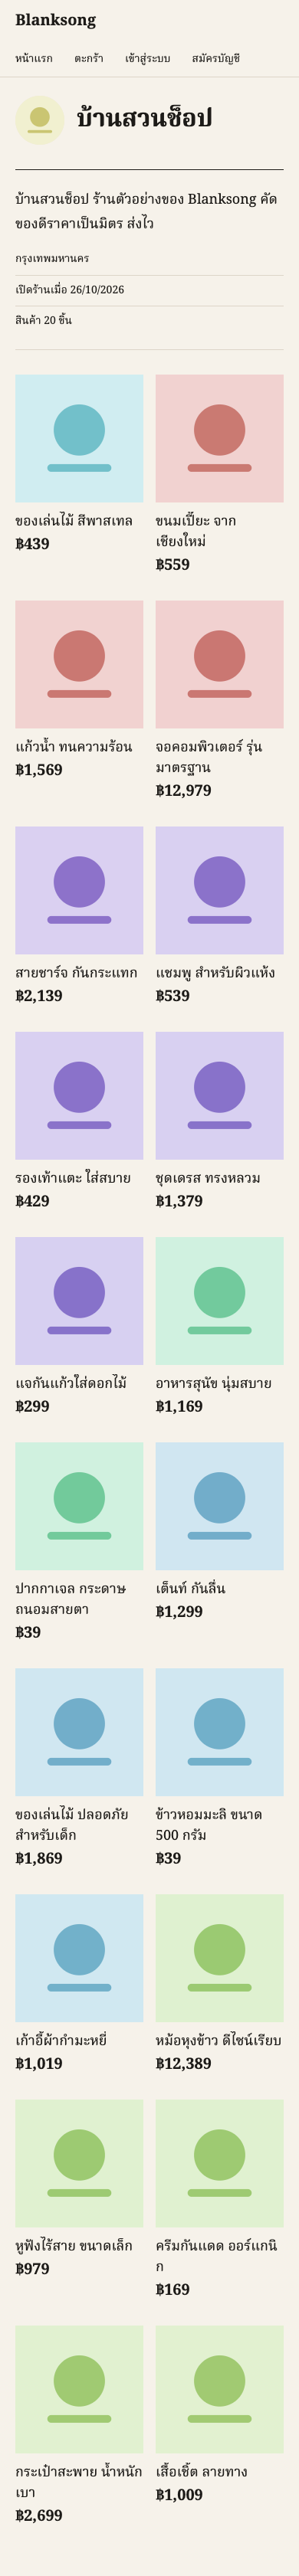 Blanksong
หน้าแรก ตะกร้า เข้าสู่ระบบ สมัครบัญชี
บ้านสวนช็อป
บ้านสวนช็อป ร้านตัวอย่างของ Blanksong คัด
ของดีราคาเป็นมิตร ส่งไว
กรุงเทพมหานคร
เปิดร้านเมื่อ 26/10/2026
สินค้า 20 ชิ้น
ของเล่นไม้ สีพาสเทล
฿439
ขนมเปี๊ยะ จาก
เชียงใหม่
฿559
แก้วน้ำ ทนความร้อน
฿1,569
จอคอมพิวเตอร์ รุ่น
มาตรฐาน
฿12,979
สายชาร์จ กันกระแทก
฿2,139
แชมพู สำหรับผิวแห้ง
฿539
รองเท้าแตะ ใส่สบาย
฿429
ชุดเดรส ทรงหลวม
฿1,379
แจกันแก้วใส่ดอกไม้
฿299
อาหารสุนัข นุ่มสบาย
฿1,169
ปากกาเจล กระดาษ
ถนอมสายตา
฿39
เต็นท์ กันลื่น
฿1,299
ของเล่นไม้ ปลอดภัย
สำหรับเด็ก
฿1,869
ข้าวหอมมะลิ ขนาด
500 กรัม
฿39
เก้าอี้ผ้ากำมะหยี่
฿1,019
หม้อหุงข้าว ดีไซน์เรียบ
฿12,389
หูฟังไร้สาย ขนาดเล็ก
฿979
ครีมกันแดด ออร์แกนิ
ก
฿169
กระเป๋าสะพาย น้ำหนัก
เบา
฿2,699
เสื้อเชิ้ต ลายทาง
฿1,009